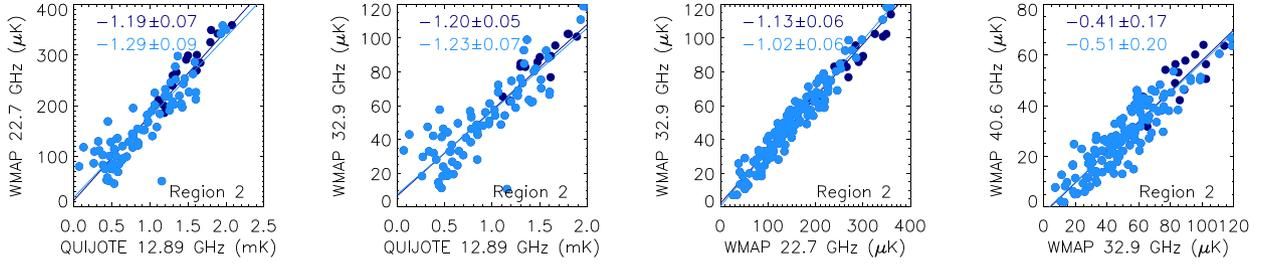 −1.19±0.07
−1.29±0.09
Region 2
400
300
200
100
0
WMAP 22.7 GHz (μK)
0.0 0.5 1.0 1.5 2.0 2.5
QUIJOTE 12.89 GHz (mK)
−1.20±0.05
−1.23±0.07
Region 2
120
100
80
60
40
20
0
WMAP 32.9 GHz (μK)
0.0 0.5 1.0 1.5 2.0
QUIJOTE 12.89 GHz (mK)
−1.13±0.06
−1.02±0.06
Region 2
120
100
80
60
40
20
0
WMAP 32.9 GHz (μK)
0 100 200 300 400
WMAP 22.7 GHz (μK)
−0.41±0.17
−0.51±0.20
Region 2
80
60
40
20
0
WMAP 40.6 GHz (μK)
0 20 40 60 80 100 120
WMAP 32.9 GHz (μK)